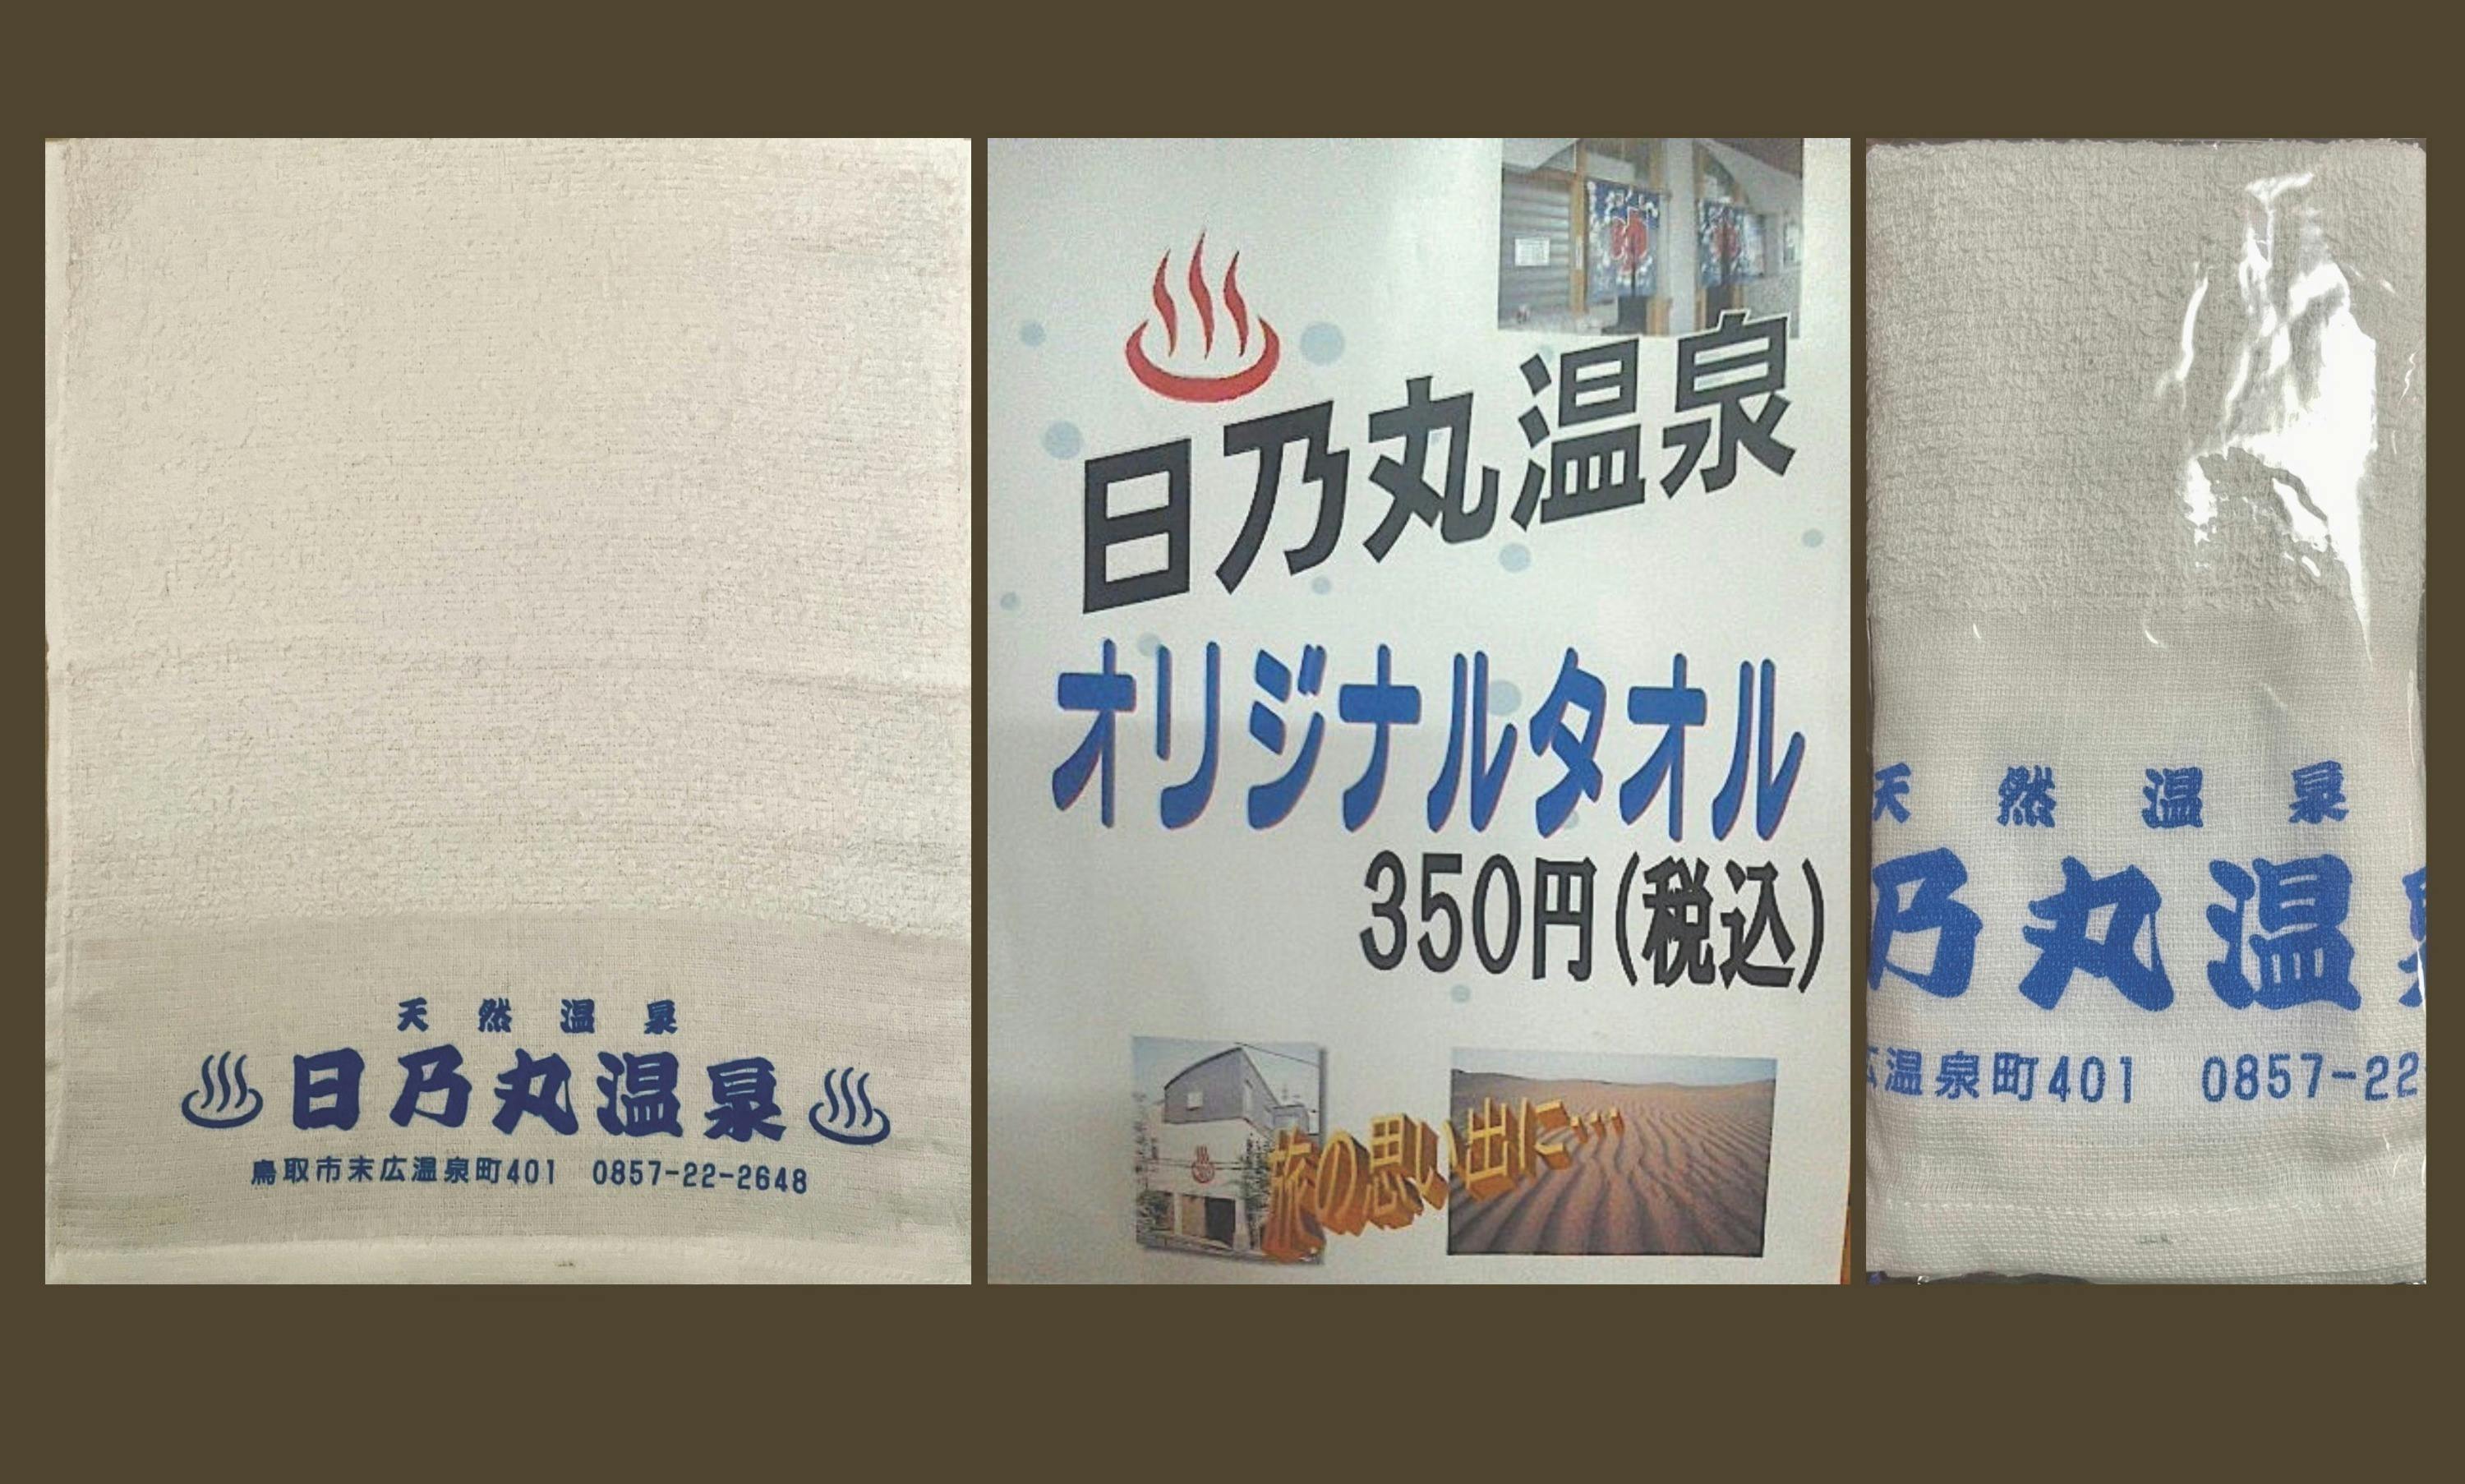 天然温泉
♨日乃丸温泉♨
鳥取市末広温泉町401 0857-22-2648
ゆ ゆ
日乃丸温泉
オリジナルタオル
350円(税込)
旅の思い出に…
天然温泉
乃丸温
広温泉町401 0857-22